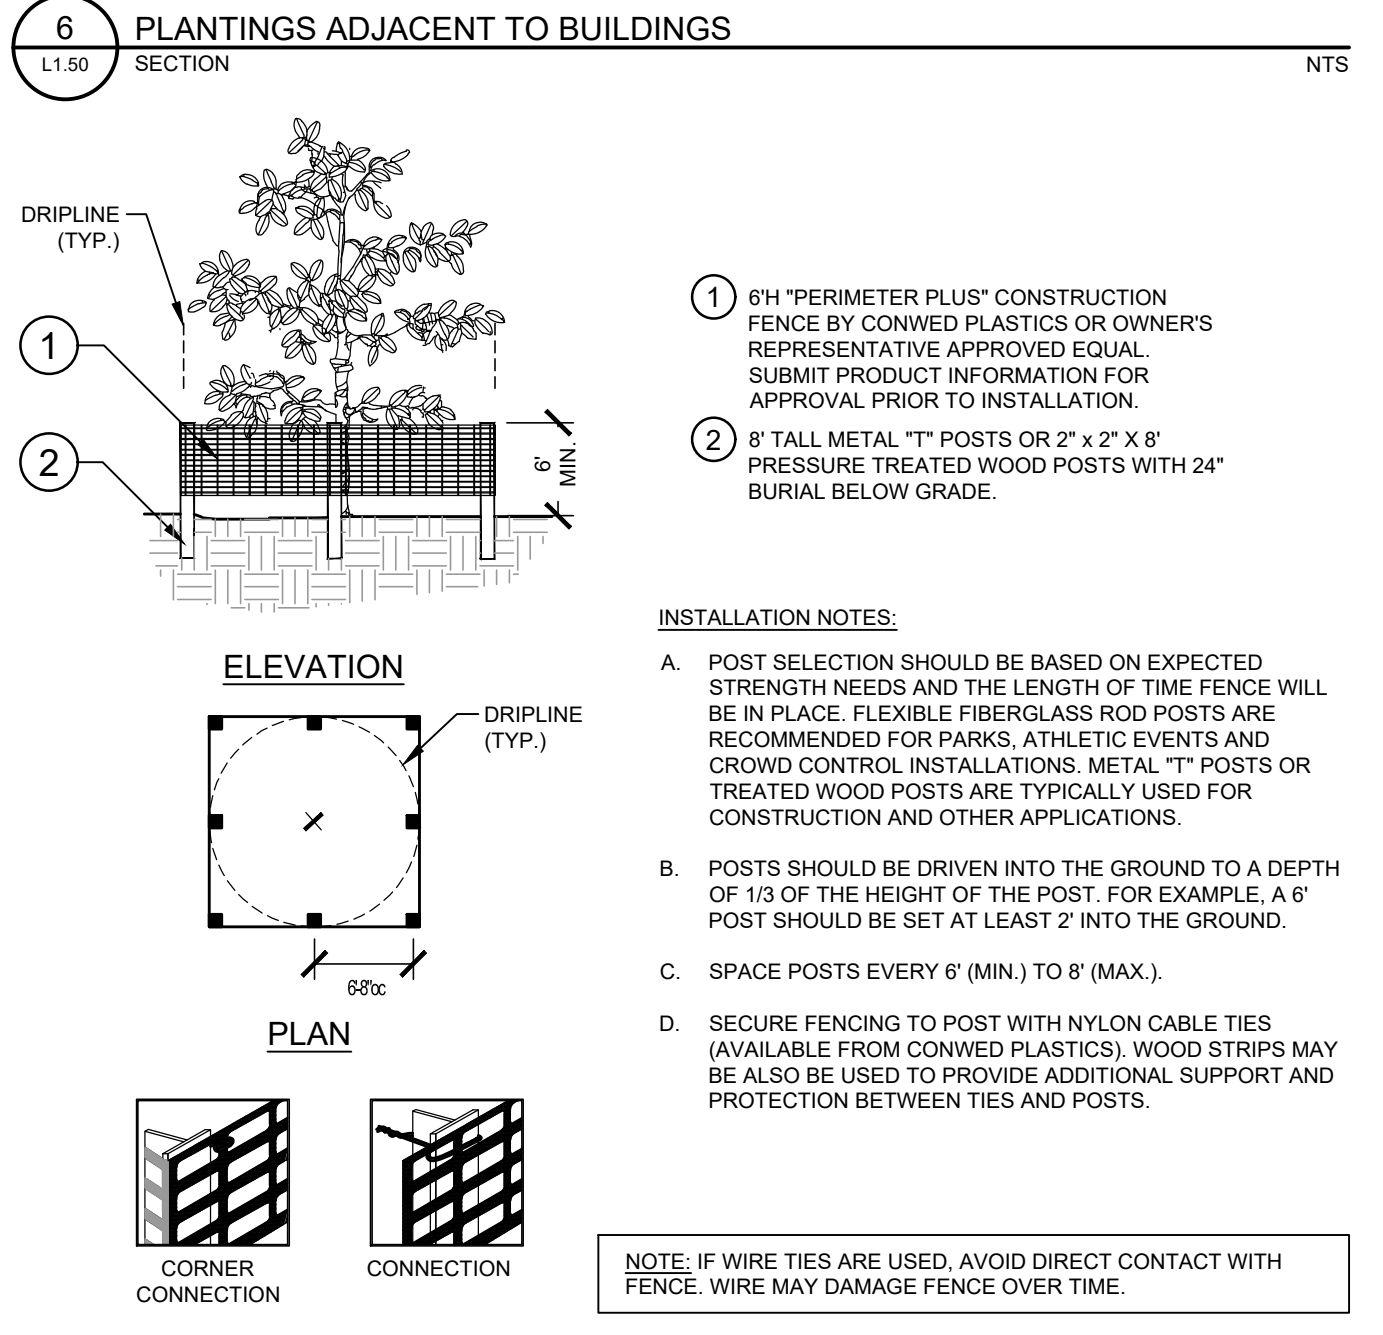 6
L1.50
PLANTINGS ADJACENT TO BUILDINGS
SECTION
NTS
DRIPLINE
(TYP.)
1
2
6'
MIN.
1
6'H "PERIMETER PLUS" CONSTRUCTION
FENCE BY CONWED PLASTICS OR OWNER'S
REPRESENTATIVE APPROVED EQUAL.
SUBMIT PRODUCT INFORMATION FOR
APPROVAL PRIOR TO INSTALLATION.
2
8' TALL METAL "T" POSTS OR 2" x 2" X 8'
PRESSURE TREATED WOOD POSTS WITH 24"
BURIAL BELOW GRADE.
ELEVATION
DRIPLINE
(TYP.)
6'-8"oc
PLAN
CORNER
CONNECTION
CONNECTION
INSTALLATION NOTES:
A. POST SELECTION SHOULD BE BASED ON EXPECTED
STRENGTH NEEDS AND THE LENGTH OF TIME FENCE WILL
BE IN PLACE. FLEXIBLE FIBERGLASS ROD POSTS ARE
RECOMMENDED FOR PARKS, ATHLETIC EVENTS AND
CROWD CONTROL INSTALLATIONS. METAL "T" POSTS OR
TREATED WOOD POSTS ARE TYPICALLY USED FOR
CONSTRUCTION AND OTHER APPLICATIONS.
B. POSTS SHOULD BE DRIVEN INTO THE GROUND TO A DEPTH
OF 1/3 OF THE HEIGHT OF THE POST. FOR EXAMPLE, A 6'
POST SHOULD BE SET AT LEAST 2' INTO THE GROUND.
C. SPACE POSTS EVERY 6' (MIN.) TO 8' (MAX.).
D. SECURE FENCING TO POST WITH NYLON CABLE TIES
(AVAILABLE FROM CONWED PLASTICS). WOOD STRIPS MAY
BE ALSO BE USED TO PROVIDE ADDITIONAL SUPPORT AND
PROTECTION BETWEEN TIES AND POSTS.
NOTE: IF WIRE TIES ARE USED, AVOID DIRECT CONTACT WITH
FENCE. WIRE MAY DAMAGE FENCE OVER TIME.